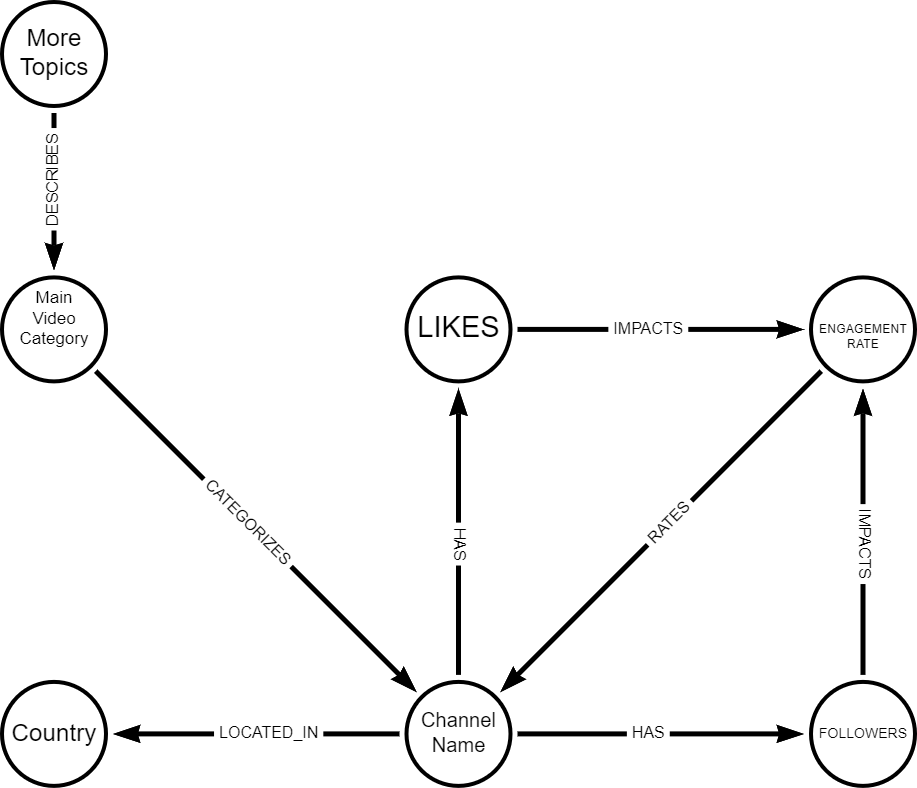 More
Topics
DESCRIBES
Main
Video
Category
LIKES
IMPACTS
ENGAGEMENT
RATE
CATEGORIZES
HAS
RATES
IMPACTS
Country
LOCATED_IN
Channel
Name
HAS
FOLLOWERS